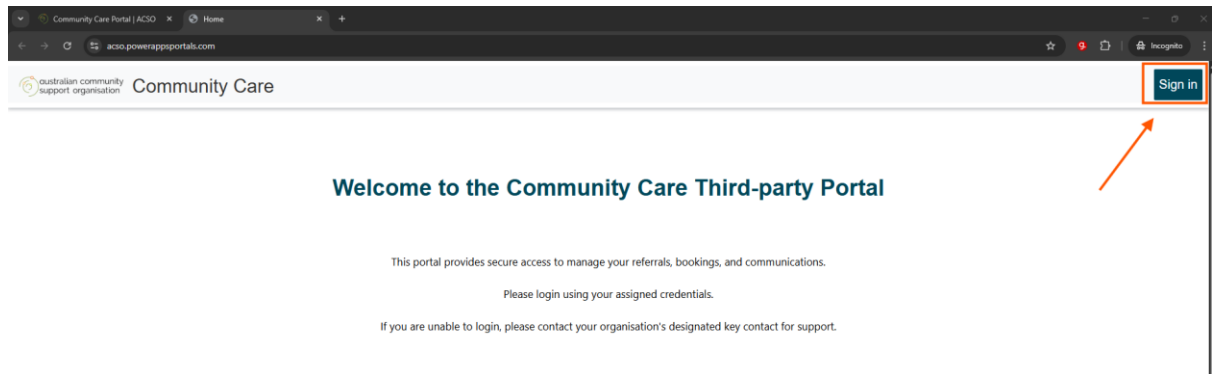 Community Care Portal | ACSO
Home
acso.powerappsportals.com
Incognito
australian community
support organisation
Community Care
Sign in
Welcome to the Community Care Third-party Portal
This portal provides secure access to manage your referrals, bookings, and communications.
Please login using your assigned credentials.
If you are unable to login, please contact your organisation's designated key contact for support.